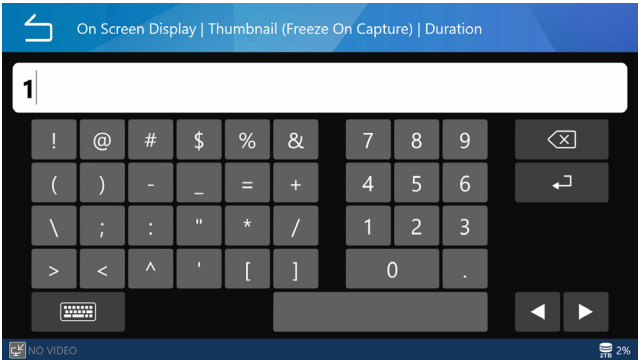 On Screen Display | Thumbnail (Freeze On Capture) | Duration
1
! @ # $ % & 7 8 9
( ) - _ = + 4 5 6
\ ; : " * / 1 2 3
> < ^ ' [ ] 0 .
NO VIDEO 2TB 2%